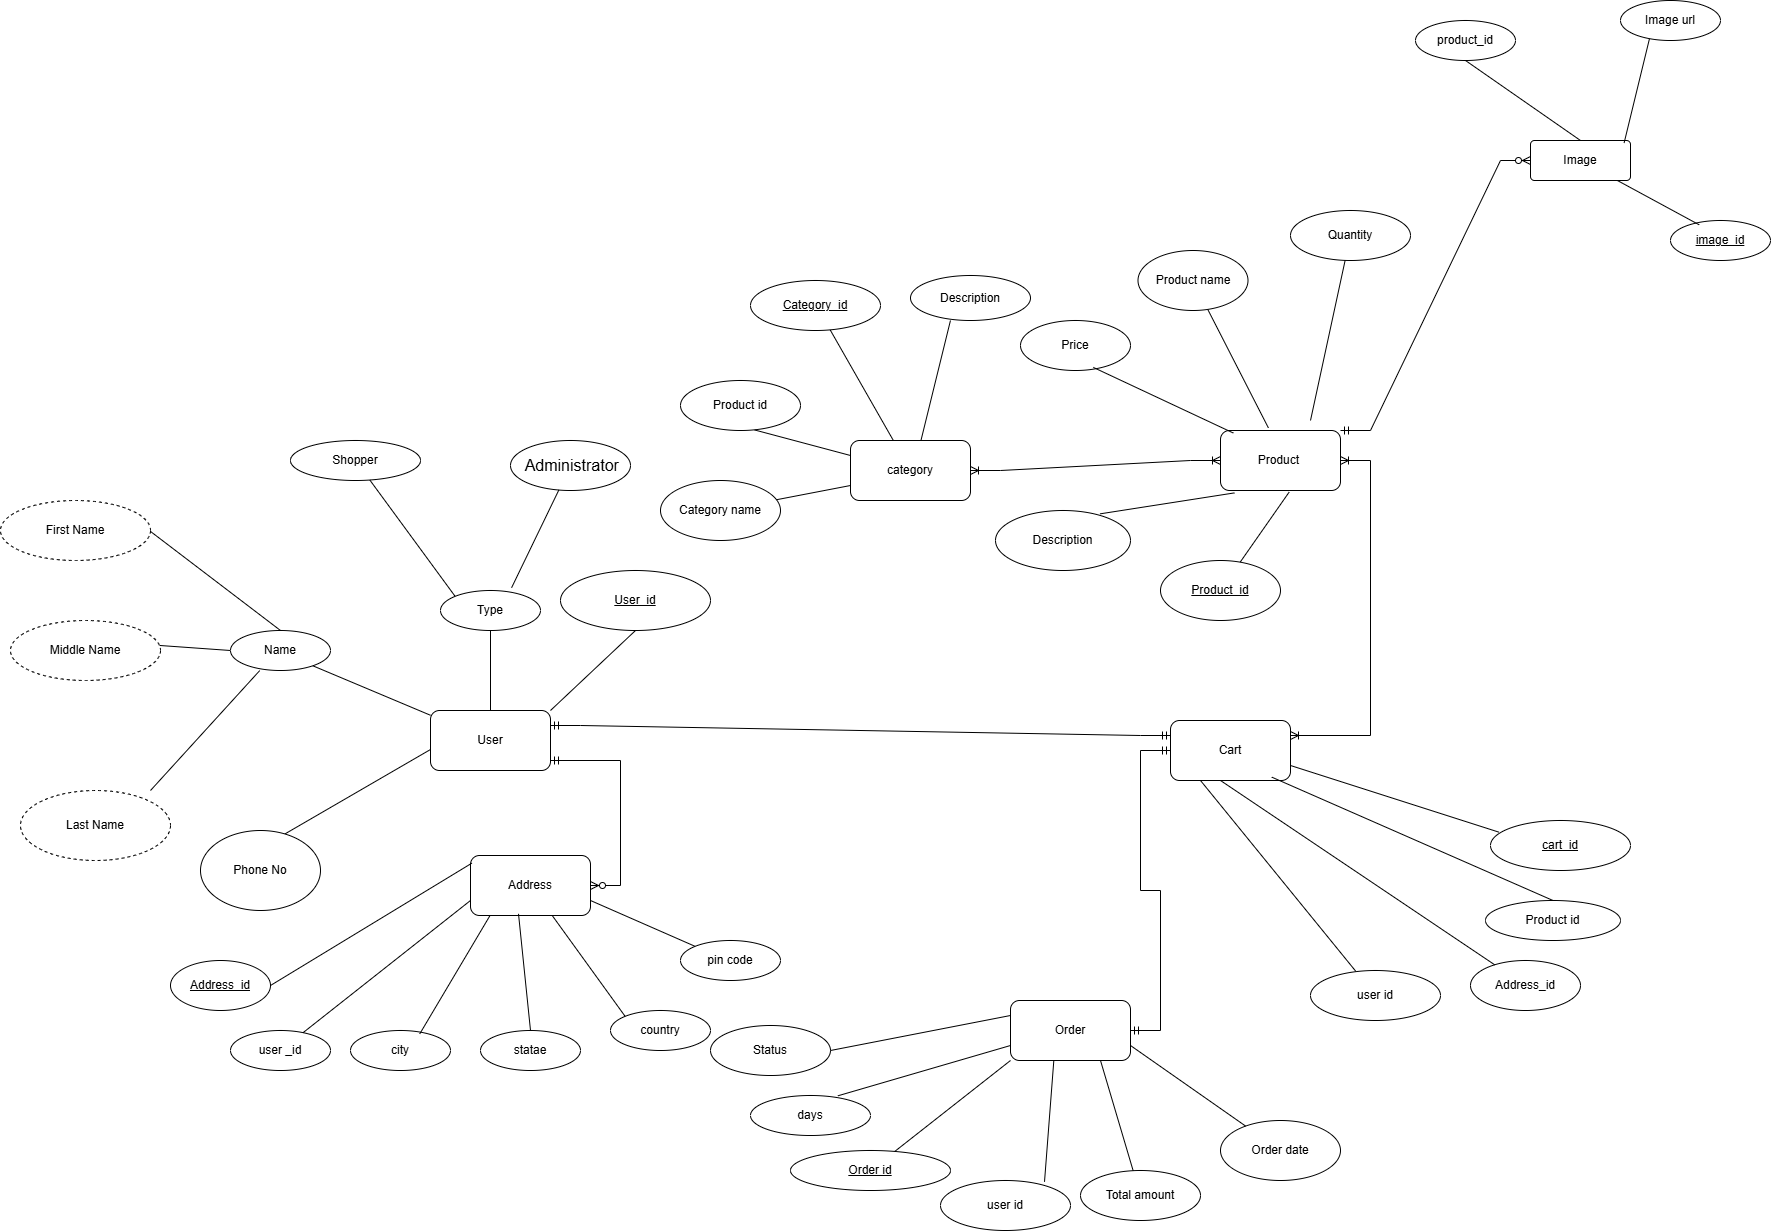 Image url
product_id
Image
image_id
Quantity
Product name
Category_id
Description
Price
Product id
category
Product
Category name
Description
Product_id
Shopper
Administrator
First Name
Type
User_id
Middle Name
Name
User
Cart
Last Name
Phone No
Address
cart_id
Product id
pin code
Address_id
Address_id
user id
user _id
city
statae
country
Order
Status
days
Order id
user id
Total amount
Order date